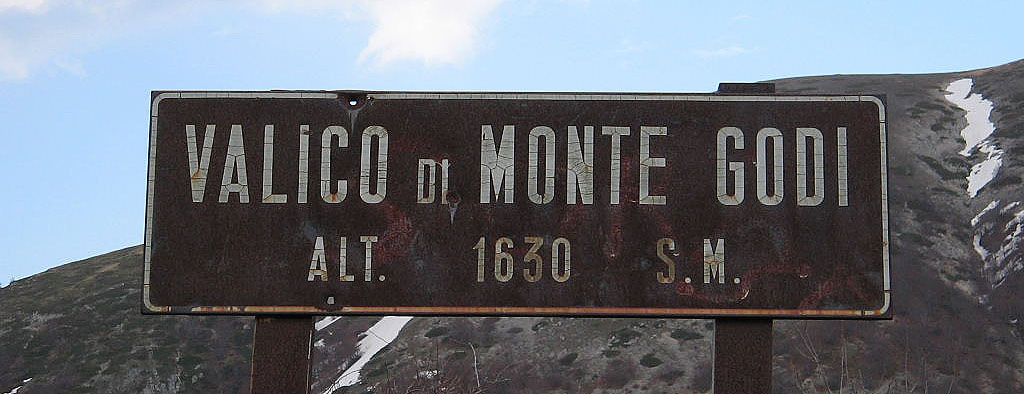 VALICO DI MONTE GODI
ALT. 1630 S.M.